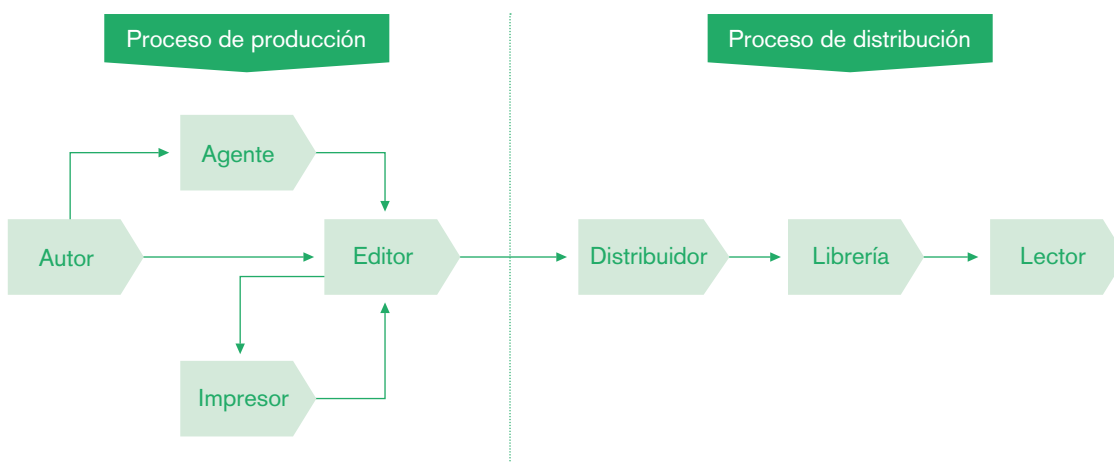 Proceso de producción
Proceso de distribución
Agente
Autor
Editor
Distribuidor
Librería
Lector
Impresor